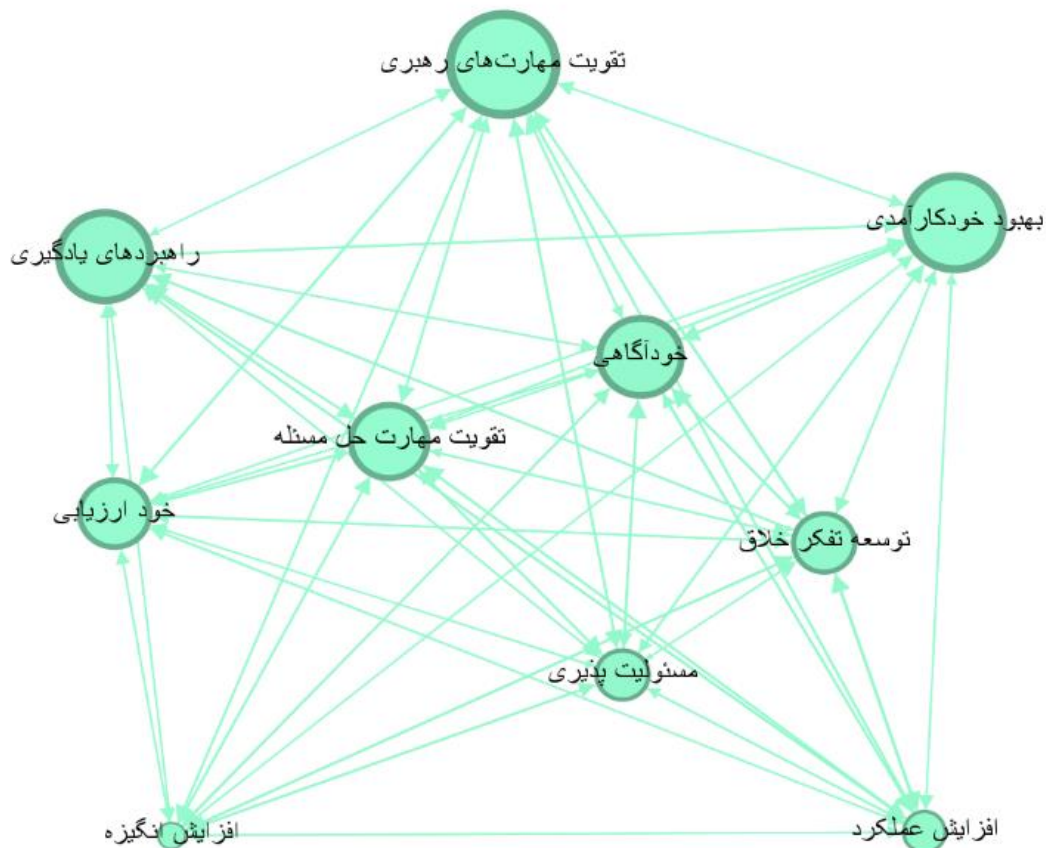 تقویت مهارت‌های رهبری
بهبود خودکارآمدی
راهبردهای یادگیری
خودآگاهی
تقویت مهارت حل مسئله
خود ارزیابی
توسعه تفکر خلاق
مسئولیت پذیری
افزایش انگیزه
افزایش عملکرد